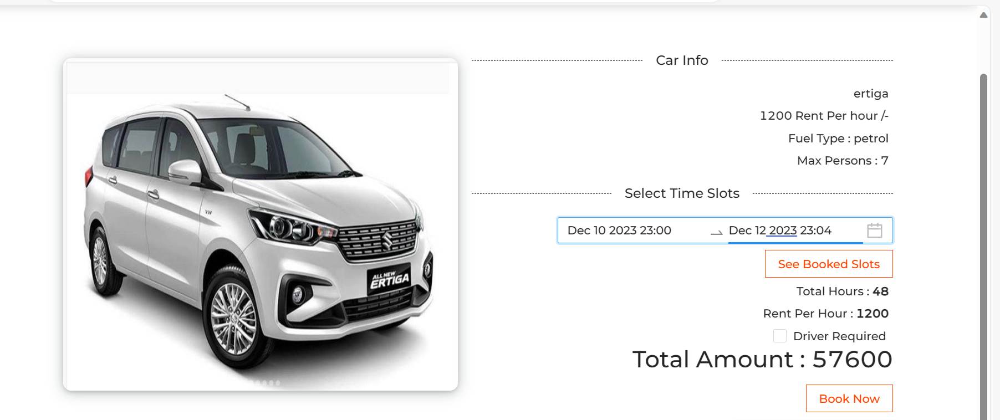 Car Info
ertiga
1200 Rent Per hour /-
Fuel Type : petrol
Max Persons : 7
Select Time Slots
Dec 10 2023 23:00
Dec 12 2023 23:04
See Booked Slots
Total Hours : 48
Rent Per Hour : 1200
Driver Required
Total Amount : 57600
Book Now
ALL NEW
ERTIGA